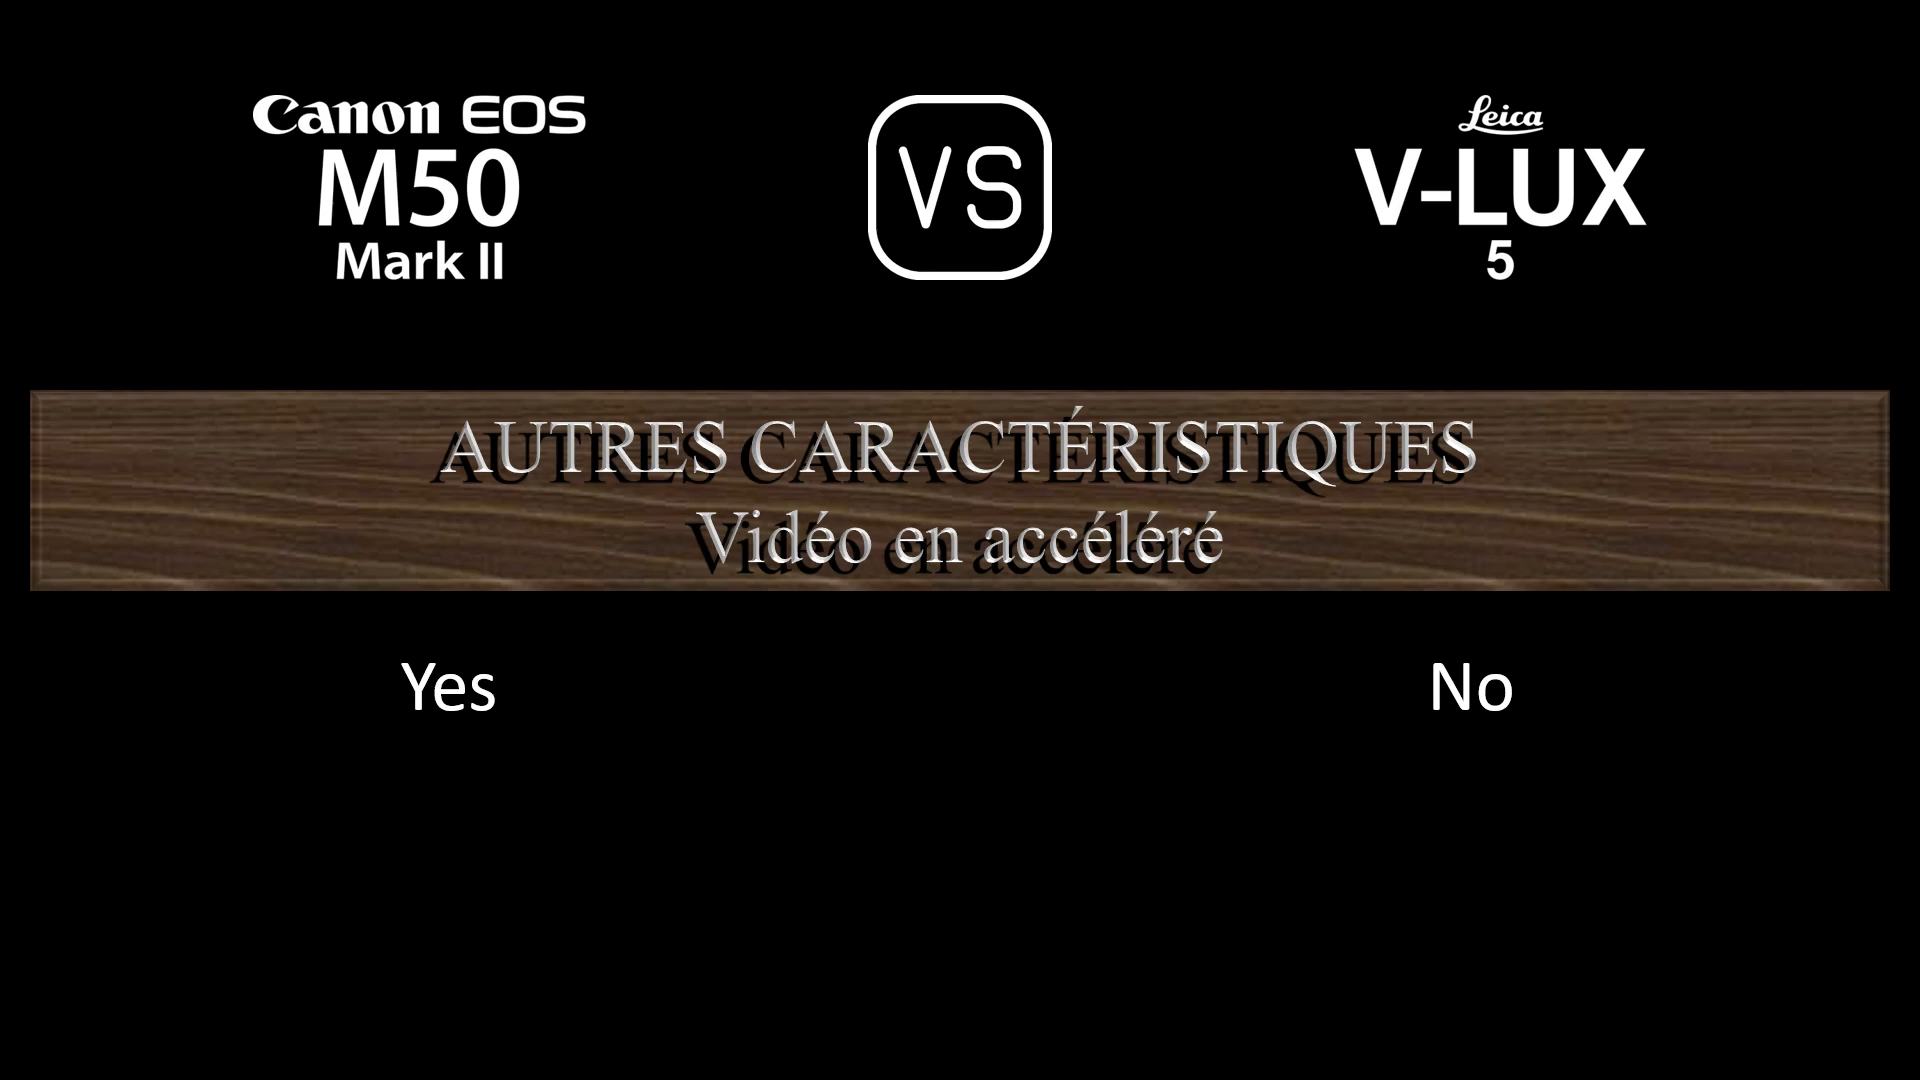 Canon EOS
M50
Mark II
VS
Leica
V-LUX
5
AUTRES CARACTÉRISTIQUES
Vidéo en accéléré
Yes
No